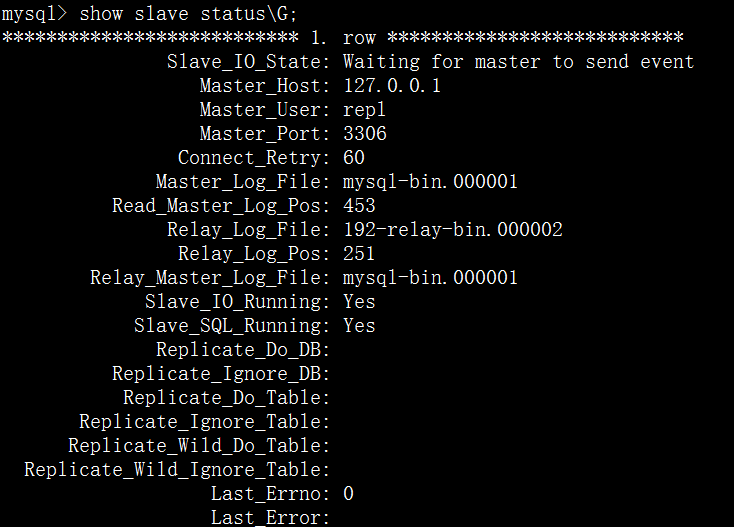 mysql> show slave status\G;
*************************** 1. row ***************************
Slave_IO_State: Waiting for master to send event
Master_Host: 127.0.0.1
Master_User: repl
Master_Port: 3306
Connect_Retry: 60
Master_Log_File: mysql-bin.000001
Read_Master_Log_Pos: 453
Relay_Log_File: 192-relay-bin.000002
Relay_Log_Pos: 251
Relay_Master_Log_File: mysql-bin.000001
Slave_IO_Running: Yes
Slave_SQL_Running: Yes
Replicate_Do_DB:
Replicate_Ignore_DB:
Replicate_Do_Table:
Replicate_Ignore_Table:
Replicate_Wild_Do_Table:
Replicate_Wild_Ignore_Table:
Last_Errno: 0
Last_Error: